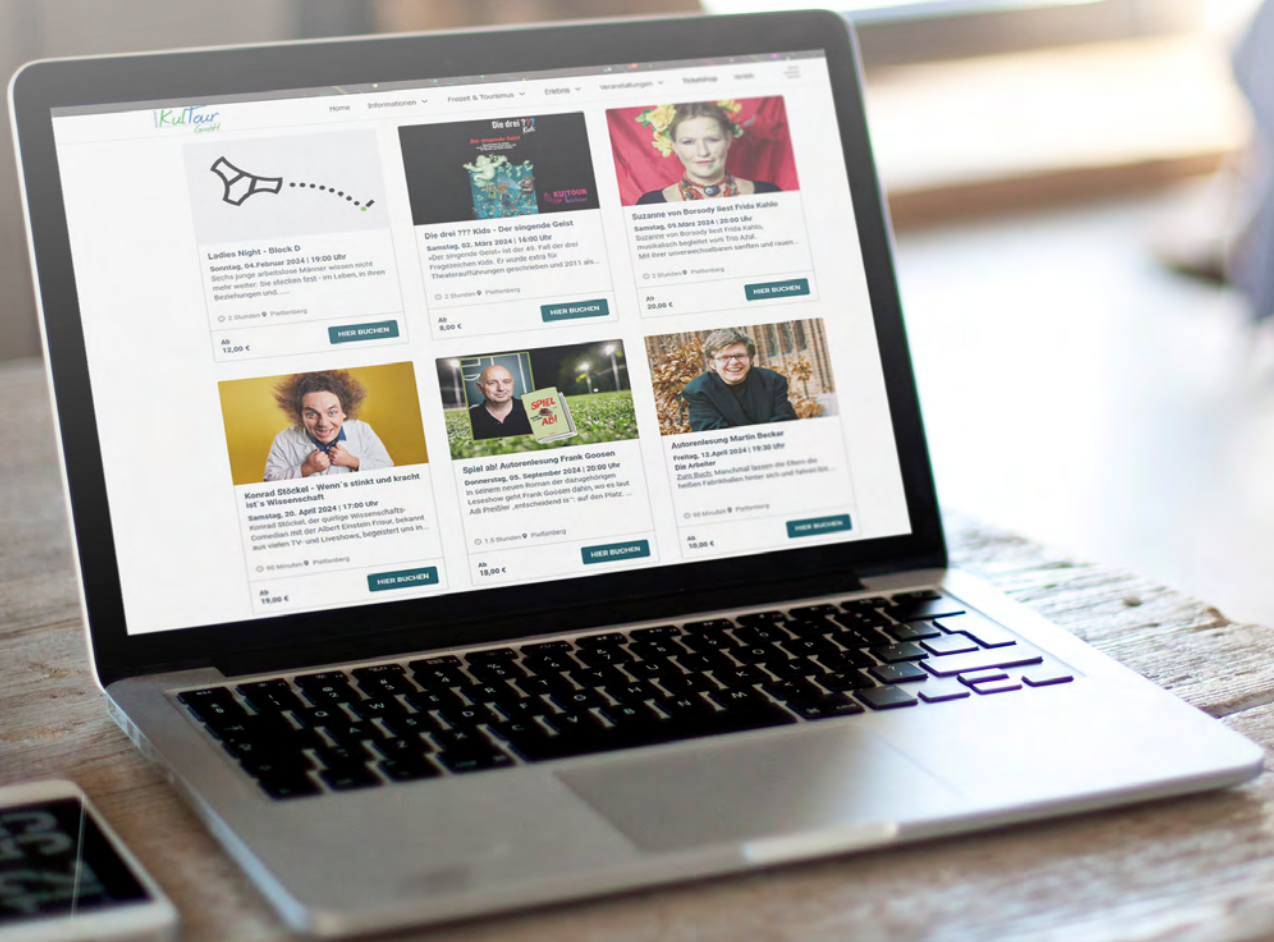 KulTour
GmbH
Home Informationen Freizeit & Tourismus Erlebnis Veranstaltungen Ticketshop
Ladies Night - Block D
Sonntag, 04.Februar 2024 | 19:00 Uhr
Sechs junge arbeitslose Männer wissen nicht
mehr weiter: Sie stecken fest - im Leben, in ihren
Beziehungen und......
2 Stunden Plettenberg
Ab
12,00 €
HIER BUCHEN
Die drei ???
Kids
Der singende Geist
KULTOUR
Die drei ??? Kids - Der singende Geist
Samstag, 02. März 2024 | 16:00 Uhr
»Der singende Geist« ist der 49. Fall der drei
Fragezeichen Kids. Er wurde extra für
Theateraufführungen geschrieben und 2011 als...
2 Stunden Plettenberg
Ab
8,00 €
HIER BUCHEN
Suzanne von Borsody liest Frida Kahlo
Samstag, 09.März 2024 | 20:00 Uhr
Suzanne von Borsody liest Frida Kahlo,
musikalisch begleitet vom Trio Azul.
Mit ihrer unverwechselbaren sanften und rauen...
2 Stunden Plettenberg
Ab
20,00 €
HIER BUCHEN
Konrad Stöckel - Wenn´s stinkt und kracht
ist´s Wissenschaft
Samstag, 20. April 2024 | 17:00 Uhr
Konrad Stöckel, der quirlige Wissenschafts-
Comedian mit der Albert Einstein Frisur, bekannt
aus vielen TV- und Liveshows, begeistert uns in...
90 Minuten Plettenberg
Ab
19,00 €
HIER BUCHEN
SPIEL
AB!
Spiel ab! Autorenlesung Frank Goosen
Donnerstag, 05. September 2024 | 20:00 Uhr
In seinem neuen Roman der dazugehörigen
Leseshow geht Frank Goosen dahin, wo es laut
Adi Preißler „entscheidend is“: auf den Platz. ...
1.5 Stunden Plettenberg
Ab
18,00 €
HIER BUCHEN
Autorenlesung Martin Becker
Freitag, 12.April 2024 | 19:30 Uhr
Die Arbeiter
Zum Buch: Manchmal lassen die Eltern die
heißen Fabrikhallen hinter sich und fahren los...
90 Minuten Plettenberg
Ab
10,00 €
HIER BUCHEN